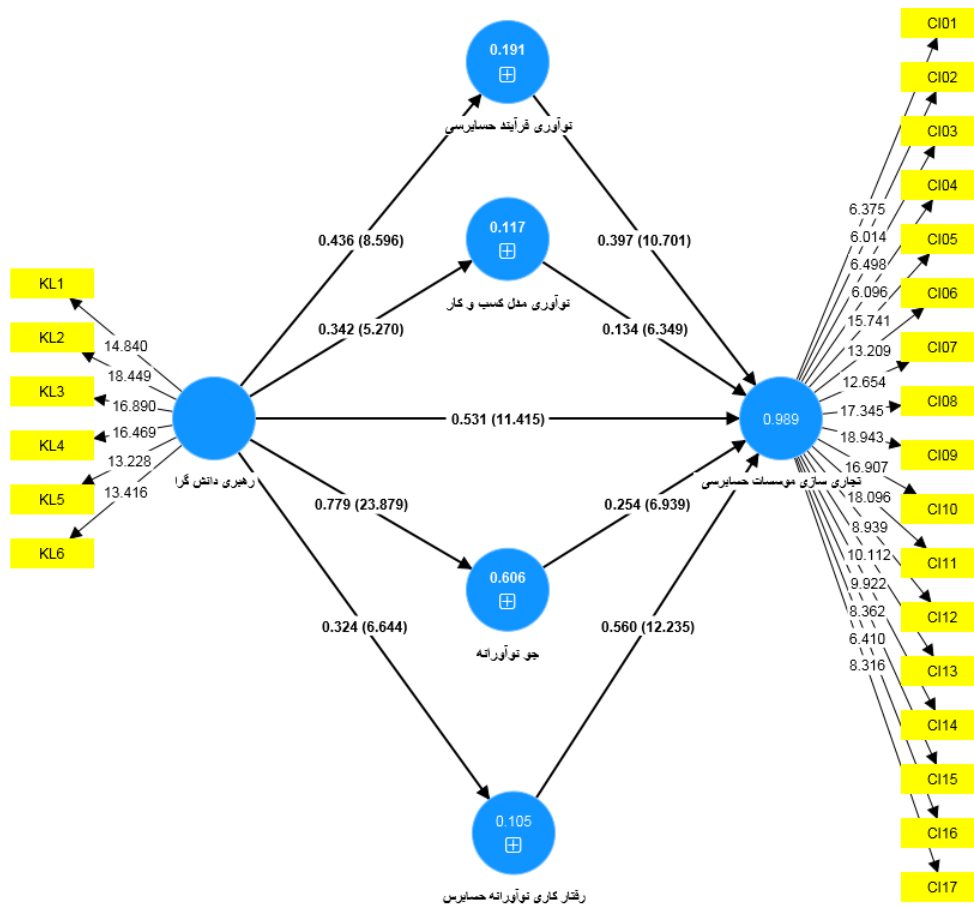 CI01
0.191
CI02
نوآوری فرآیند حسابرسی
CI03
CI04
6.375
6.014
CI05
0.117
0.436 (8.596)
0.397 (10.701)
6.498
6.096
KL1
CI06
نوآوری مدل کسب و کار
15.741
KL2
0.342 (5.270)
0.134 (6.349)
13.209
CI07
14.840
12.654
18.449
KL3
17.345
CI08
16.890
0.531 (11.415)
0.989
KL4
16.469
18.943
CI09
13.228
16.907
رهبری دانش گرا
تجاری سازی موسسات حسابرسی
KL5
13.416
18.096
CI10
0.779 (23.879)
0.254 (6.939)
8.939
KL6
10.112
CI11
0.606
9.922
8.362
CI12
0.324 (6.644)
0.560 (12.235)
6.410
جو نوآورانه
8.316
CI13
CI14
CI15
0.105
CI16
رفتار کاری نوآورانه حسابرس
CI17